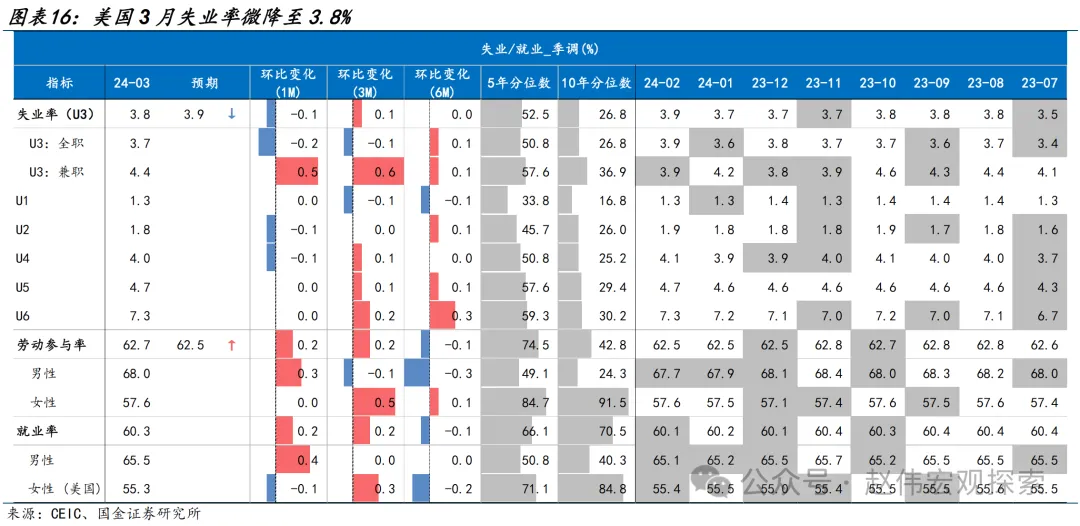 图表16：美国3月失业率微降至3.8%
失业/就业_季调(%)
指标 24-03 预期 环比变化(1M) 环比变化(3M) 环比变化(6M) 5年分位数 10年分位数 24-02 24-01 23-12 23-11 23-10 23-09 23-08 23-07
失业率（U3） 3.8 3.9 ↓ -0.1 0.1 0.0 52.5 26.8 3.9 3.7 3.7 3.7 3.8 3.8 3.8 3.5
U3：全职 3.7 -0.2 -0.1 0.1 50.8 26.8 3.9 3.6 3.8 3.7 3.7 3.6 3.7 3.4
U3：兼职 4.4 0.5 0.6 0.1 57.6 36.9 3.9 4.2 3.8 3.9 4.6 4.3 4.4 4.1
U1 1.3 0.0 -0.1 -0.1 33.8 16.8 1.3 1.3 1.4 1.3 1.4 1.4 1.4 1.3
U2 1.8 -0.1 0.0 0.1 45.7 26.0 1.9 1.8 1.8 1.8 1.9 1.7 1.8 1.6
U4 4.0 -0.1 0.1 0.0 50.8 25.2 4.1 3.9 3.9 4.0 4.1 4.0 4.0 3.7
U5 4.7 0.0 0.1 0.1 57.6 29.4 4.7 4.6 4.6 4.6 4.6 4.6 4.6 4.3
U6 7.3 0.0 0.2 0.3 59.3 30.2 7.3 7.2 7.1 7.0 7.2 7.0 7.1 6.7
劳动参与率 62.7 62.5 ↑ 0.2 0.2 -0.1 74.5 42.8 62.5 62.5 62.5 62.8 62.7 62.8 62.8 62.6
男性 68.0 0.3 -0.1 -0.3 49.1 24.3 67.7 67.9 68.1 68.4 68.0 68.3 68.2 68.0
女性 57.6 0.0 0.5 0.1 84.7 91.5 57.6 57.5 57.1 57.4 57.6 57.5 57.6 57.4
就业率 60.3 0.2 0.2 -0.1 66.1 70.5 60.1 60.2 60.1 60.4 60.3 60.4 60.4 60.4
男性 65.5 0.4 0.0 0.0 50.8 40.3 65.1 65.2 65.5 65.7 65.2 65.5 65.5 65.5
女性（美国） 55.3 -0.1 0.3 -0.2 71.1 84.8 55.4 55.5 55.0 55.4 55.5 55.5 55.6 55.5
公众号 · 赵伟宏观探索
来源：CEIC、国金证券研究所